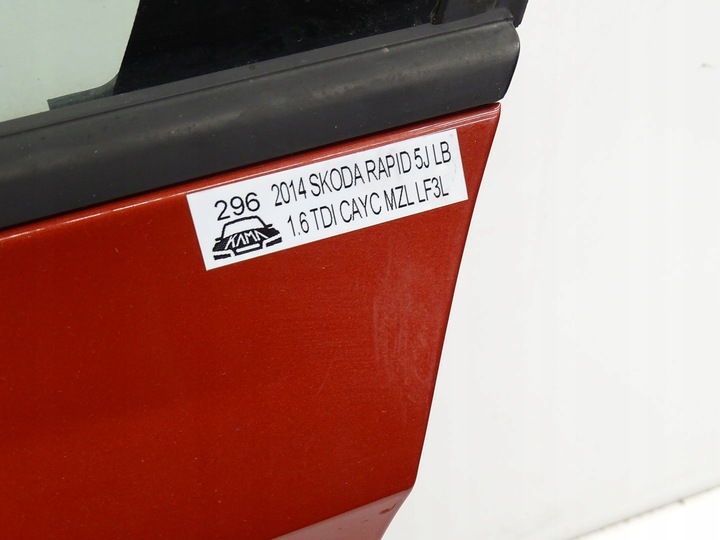 296 2014 SKODA RAPID 5J LB
KAMA 1.6 TDI CAYC MZL LF3L